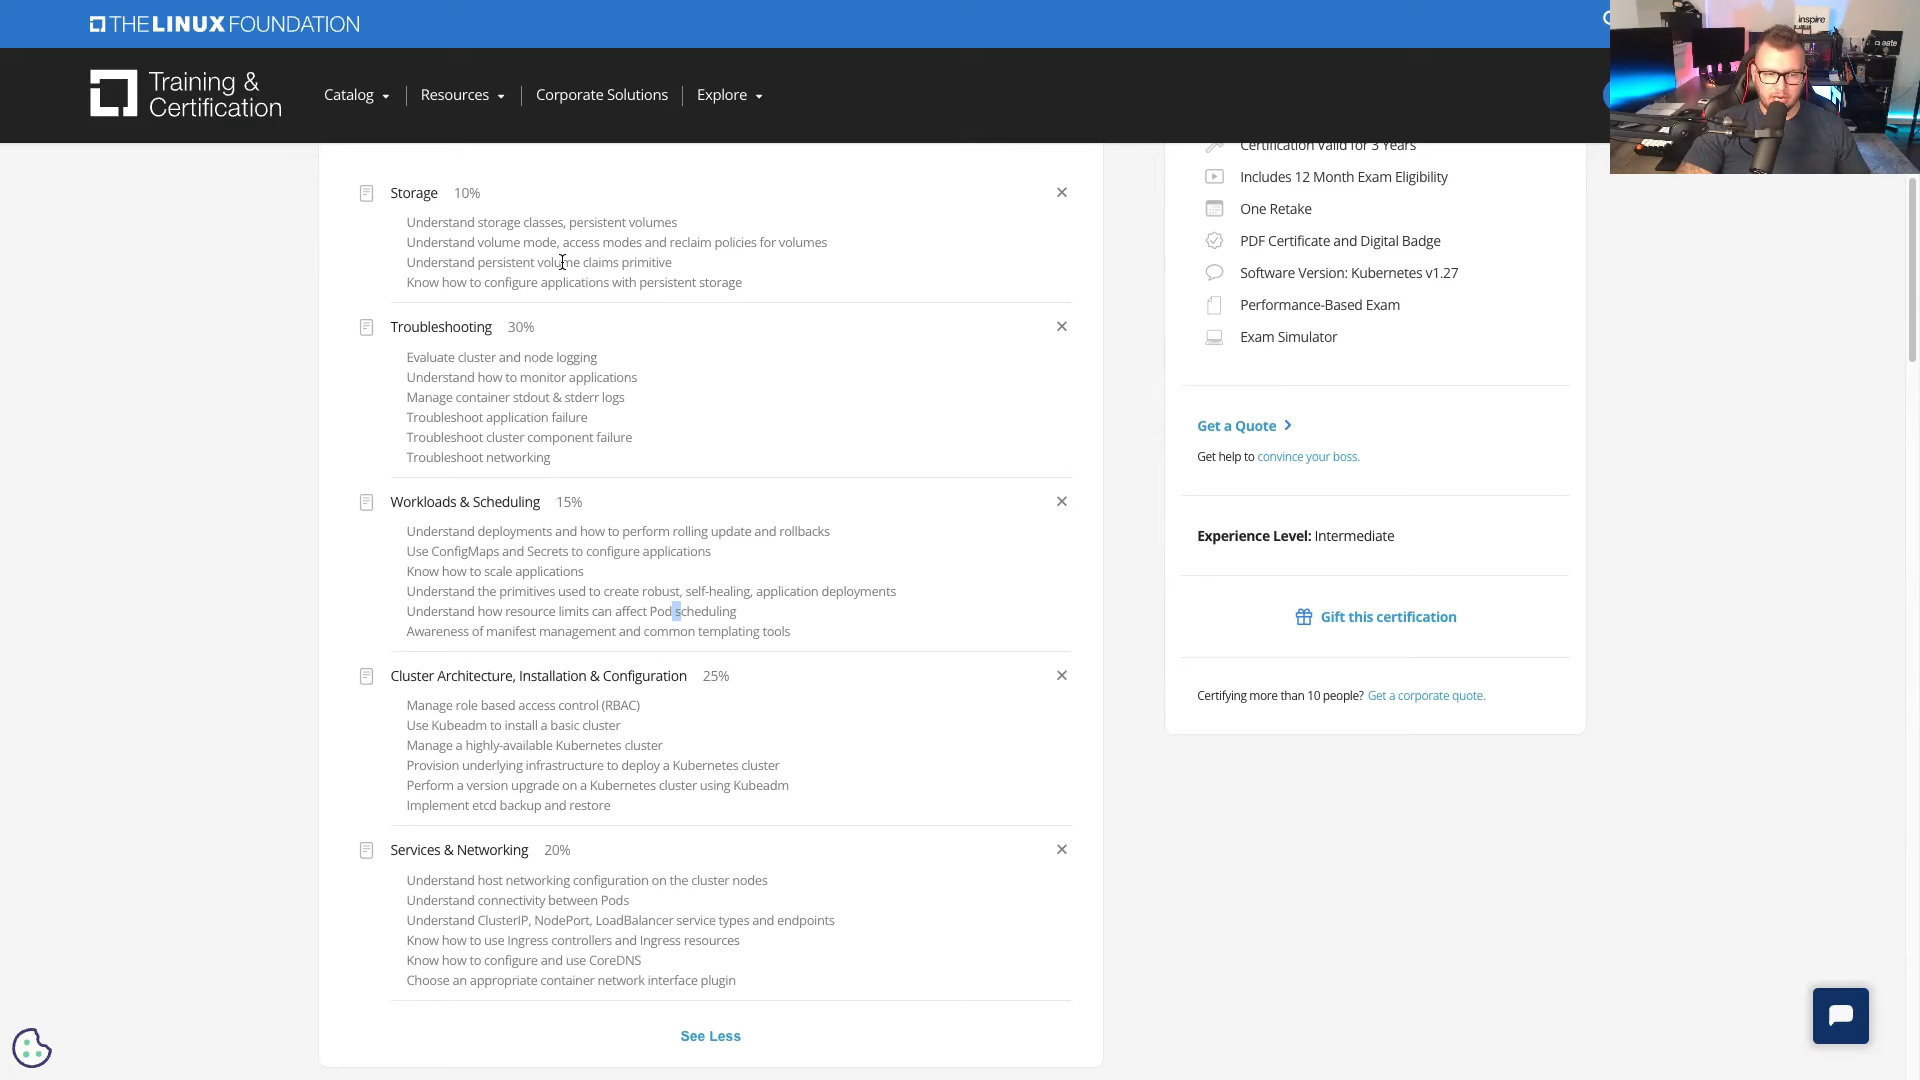 THE LINUX FOUNDATION
Training &
Certification
Catalog
Resources
Corporate Solutions
Explore
inspire
Storage 10%
Understand storage classes, persistent volumes
Understand volume mode, access modes and reclaim policies for volumes
Understand persistent volume claims primitive
Know how to configure applications with persistent storage
Troubleshooting 30%
Evaluate cluster and node logging
Understand how to monitor applications
Manage container stdout & stderr logs
Troubleshoot application failure
Troubleshoot cluster component failure
Troubleshoot networking
Workloads & Scheduling 15%
Understand deployments and how to perform rolling update and rollbacks
Use ConfigMaps and Secrets to configure applications
Know how to scale applications
Understand the primitives used to create robust, self-healing, application deployments
Understand how resource limits can affect Pod scheduling
Awareness of manifest management and common templating tools
Cluster Architecture, Installation & Configuration 25%
Manage role based access control (RBAC)
Use Kubeadm to install a basic cluster
Manage a highly-available Kubernetes cluster
Provision underlying infrastructure to deploy a Kubernetes cluster
Perform a version upgrade on a Kubernetes cluster using Kubeadm
Implement etcd backup and restore
Services & Networking 20%
Understand host networking configuration on the cluster nodes
Understand connectivity between Pods
Understand ClusterIP, NodePort, LoadBalancer service types and endpoints
Know how to use Ingress controllers and Ingress resources
Know how to configure and use CoreDNS
Choose an appropriate container network interface plugin
See Less
Certification Valid for 3 Years
Includes 12 Month Exam Eligibility
One Retake
PDF Certificate and Digital Badge
Software Version: Kubernetes v1.27
Performance-Based Exam
Exam Simulator
Get a Quote
Get help to convince your boss.
Experience Level: Intermediate
Gift this certification
Certifying more than 10 people? Get a corporate quote.